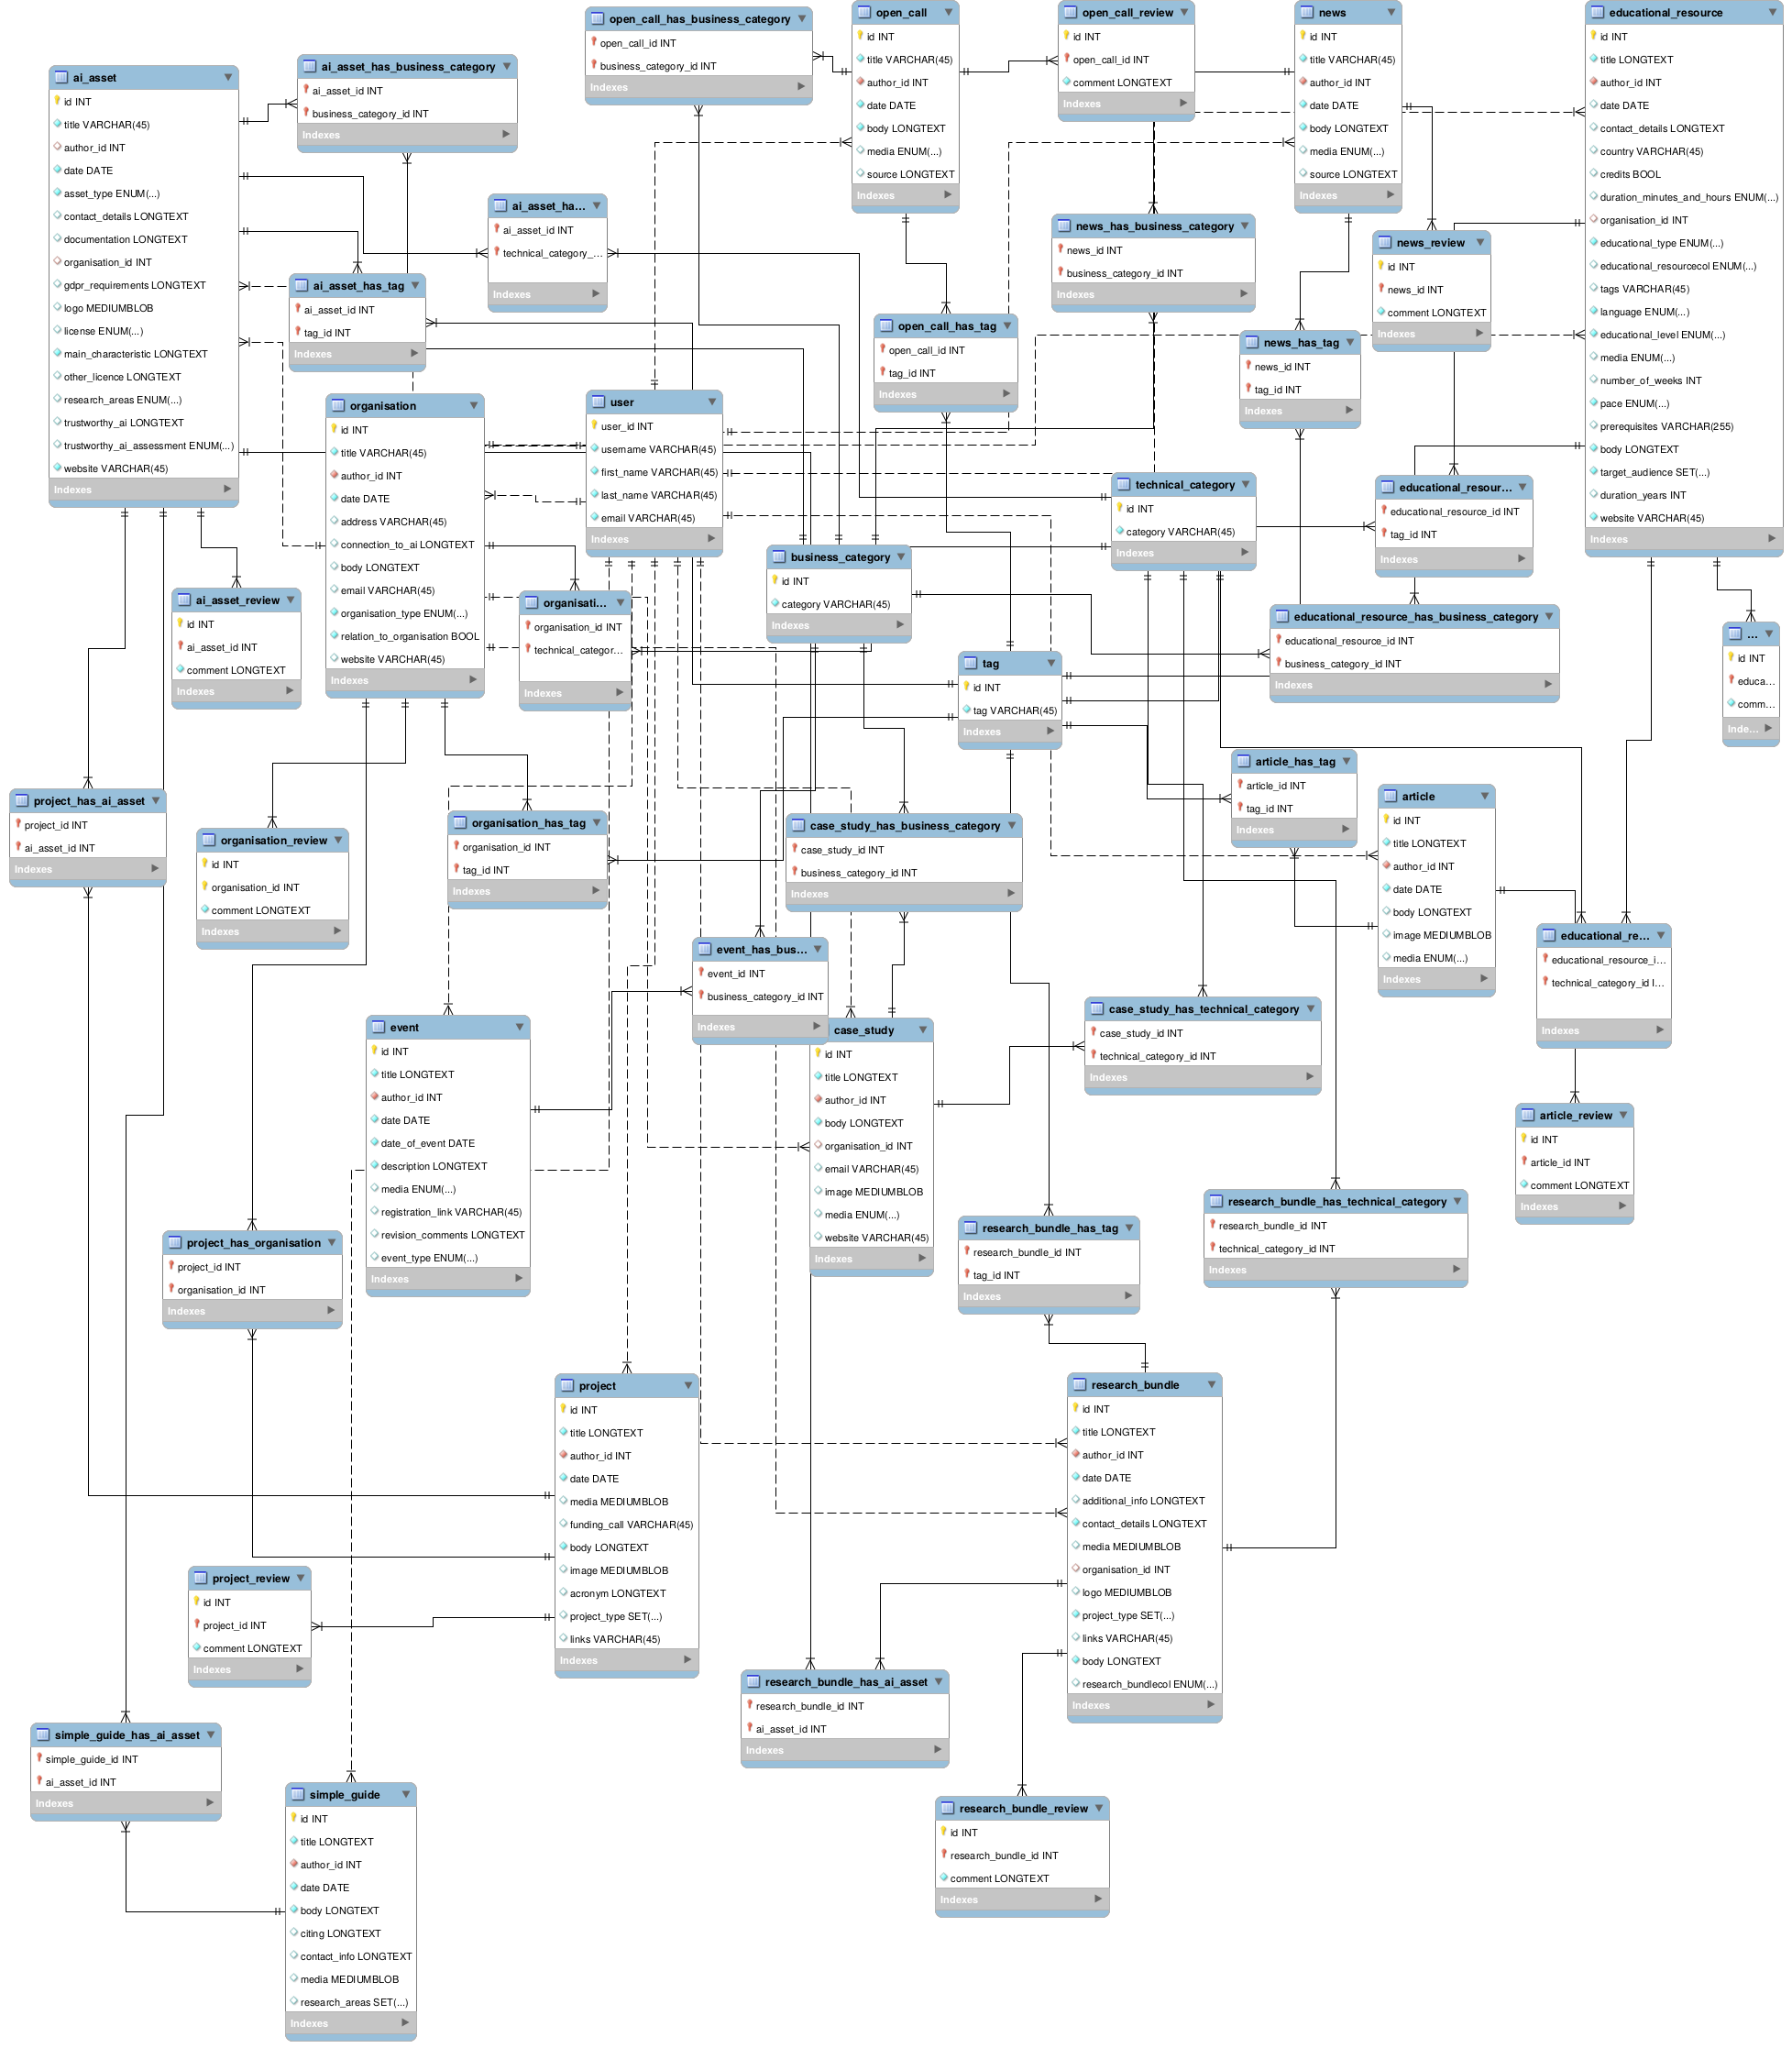 open_call_has_business_category
open_call_id INT
business_category_id INT
Indexes
open_call
id INT
title VARCHAR(45)
author_id INT
date DATE
body LONGTEXT
media ENUM(...)
source LONGTEXT
Indexes
open_call_review
id INT
open_call_id INT
comment LONGTEXT
Indexes
news
id INT
title VARCHAR(45)
author_id INT
date DATE
body LONGTEXT
media ENUM(...)
source LONGTEXT
Indexes
educational_resource
id INT
title LONGTEXT
author_id INT
date DATE
contact_details LONGTEXT
country VARCHAR(45)
credits BOOL
duration_minutes_and_hours ENUM(...)
organisation_id INT
educational_type ENUM(...)
educational_resourcecol ENUM(...)
tags VARCHAR(45)
language ENUM(...)
educational_level ENUM(...)
media ENUM(...)
number_of_weeks INT
pace ENUM(...)
prerequisites VARCHAR(255)
body LONGTEXT
target_audience SET(...)
duration_years INT
website VARCHAR(45)
Indexes
ai_asset
id INT
title VARCHAR(45)
author_id INT
date DATE
asset_type ENUM(...)
contact_details LONGTEXT
documentation LONGTEXT
organisation_id INT
gdpr_requirements LONGTEXT
logo MEDIUMBLOB
license ENUM(...)
main_characteristic LONGTEXT
other_licence LONGTEXT
research_areas ENUM(...)
trustworthy_ai LONGTEXT
trustworthy_ai_assessment ENUM(...)
website VARCHAR(45)
Indexes
ai_asset_has_business_category
ai_asset_id INT
business_category_id INT
Indexes
ai_asset_ha...
ai_asset_id INT
technical_category_...
Indexes
news_has_business_category
news_id INT
business_category_id INT
Indexes
news_review
id INT
news_id INT
comment LONGTEXT
Indexes
ai_asset_has_tag
ai_asset_id INT
tag_id INT
Indexes
open_call_has_tag
open_call_id INT
tag_id INT
Indexes
news_has_tag
news_id INT
tag_id INT
Indexes
organisation
id INT
title VARCHAR(45)
author_id INT
date DATE
address VARCHAR(45)
connection_to_ai LONGTEXT
body LONGTEXT
email VARCHAR(45)
organisation_type ENUM(...)
relation_to_organisation BOOL
website VARCHAR(45)
Indexes
user
user_id INT
username VARCHAR(45)
first_name VARCHAR(45)
last_name VARCHAR(45)
email VARCHAR(45)
Indexes
technical_category
id INT
category VARCHAR(45)
Indexes
educational_resour...
educational_resource_id INT
tag_id INT
Indexes
business_category
id INT
category VARCHAR(45)
Indexes
ai_asset_review
id INT
ai_asset_id INT
comment LONGTEXT
Indexes
organisati...
organisation_id INT
technical_categor...
Indexes
educational_resource_has_business_category
educational_resource_id INT
business_category_id INT
Indexes
...
id INT
educa...
comm...
Inde...
tag
id INT
tag VARCHAR(45)
Indexes
article_has_tag
article_id INT
tag_id INT
Indexes
article
id INT
title LONGTEXT
author_id INT
date DATE
body LONGTEXT
image MEDIUMBLOB
media ENUM(...)
Indexes
project_has_ai_asset
project_id INT
ai_asset_id INT
Indexes
organisation_review
id INT
organisation_id INT
comment LONGTEXT
Indexes
organisation_has_tag
organisation_id INT
tag_id INT
Indexes
case_study_has_business_category
case_study_id INT
business_category_id INT
Indexes
event_has_bus...
event_id INT
business_category_id INT
Indexes
educational_re...
educational_resource_i...
technical_category_id I...
Indexes
event
id INT
title LONGTEXT
author_id INT
date DATE
date_of_event DATE
description LONGTEXT
media ENUM(...)
registration_link VARCHAR(45)
revision_comments LONGTEXT
event_type ENUM(...)
Indexes
case_study
id INT
title LONGTEXT
author_id INT
body LONGTEXT
organisation_id INT
email VARCHAR(45)
image MEDIUMBLOB
media ENUM(...)
website VARCHAR(45)
Indexes
case_study_has_technical_category
case_study_id INT
technical_category_id INT
Indexes
article_review
id INT
article_id INT
comment LONGTEXT
Indexes
project_has_organisation
project_id INT
organisation_id INT
Indexes
research_bundle_has_tag
research_bundle_id INT
tag_id INT
Indexes
research_bundle_has_technical_category
research_bundle_id INT
technical_category_id INT
Indexes
project
id INT
title LONGTEXT
author_id INT
date DATE
media MEDIUMBLOB
funding_call VARCHAR(45)
body LONGTEXT
image MEDIUMBLOB
acronym LONGTEXT
project_type SET(...)
links VARCHAR(45)
Indexes
research_bundle
id INT
title LONGTEXT
author_id INT
date DATE
additional_info LONGTEXT
contact_details LONGTEXT
media MEDIUMBLOB
organisation_id INT
logo MEDIUMBLOB
project_type SET(...)
links VARCHAR(45)
body LONGTEXT
research_bundlecol ENUM(...)
Indexes
project_review
id INT
project_id INT
comment LONGTEXT
Indexes
research_bundle_has_ai_asset
research_bundle_id INT
ai_asset_id INT
Indexes
simple_guide_has_ai_asset
simple_guide_id INT
ai_asset_id INT
Indexes
simple_guide
id INT
title LONGTEXT
author_id INT
date DATE
body LONGTEXT
citing LONGTEXT
contact_info LONGTEXT
media MEDIUMBLOB
research_areas SET(...)
Indexes
research_bundle_review
id INT
research_bundle_id INT
comment LONGTEXT
Indexes